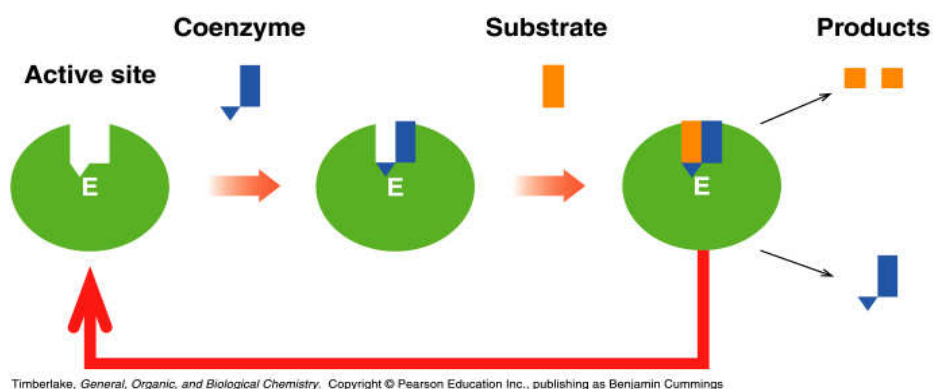 Coenzyme
Substrate
Products
Active site
E
E
E
Timberlake, General, Organic, and Biological Chemistry. Copyright © Pearson Education Inc., publishing as Benjamin Cummings